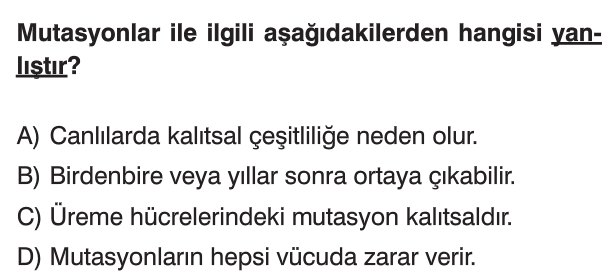 Mutasyonlar ile ilgili aşağıdakilerden hangisi yan-
lıştır?
A) Canlılarda kalıtsal çeşitliliğe neden olur.
B) Birdenbire veya yıllar sonra ortaya çıkabilir.
C) Üreme hücrelerindeki mutasyon kalıtsaldır.
D) Mutasyonların hepsi vücuda zarar verir.